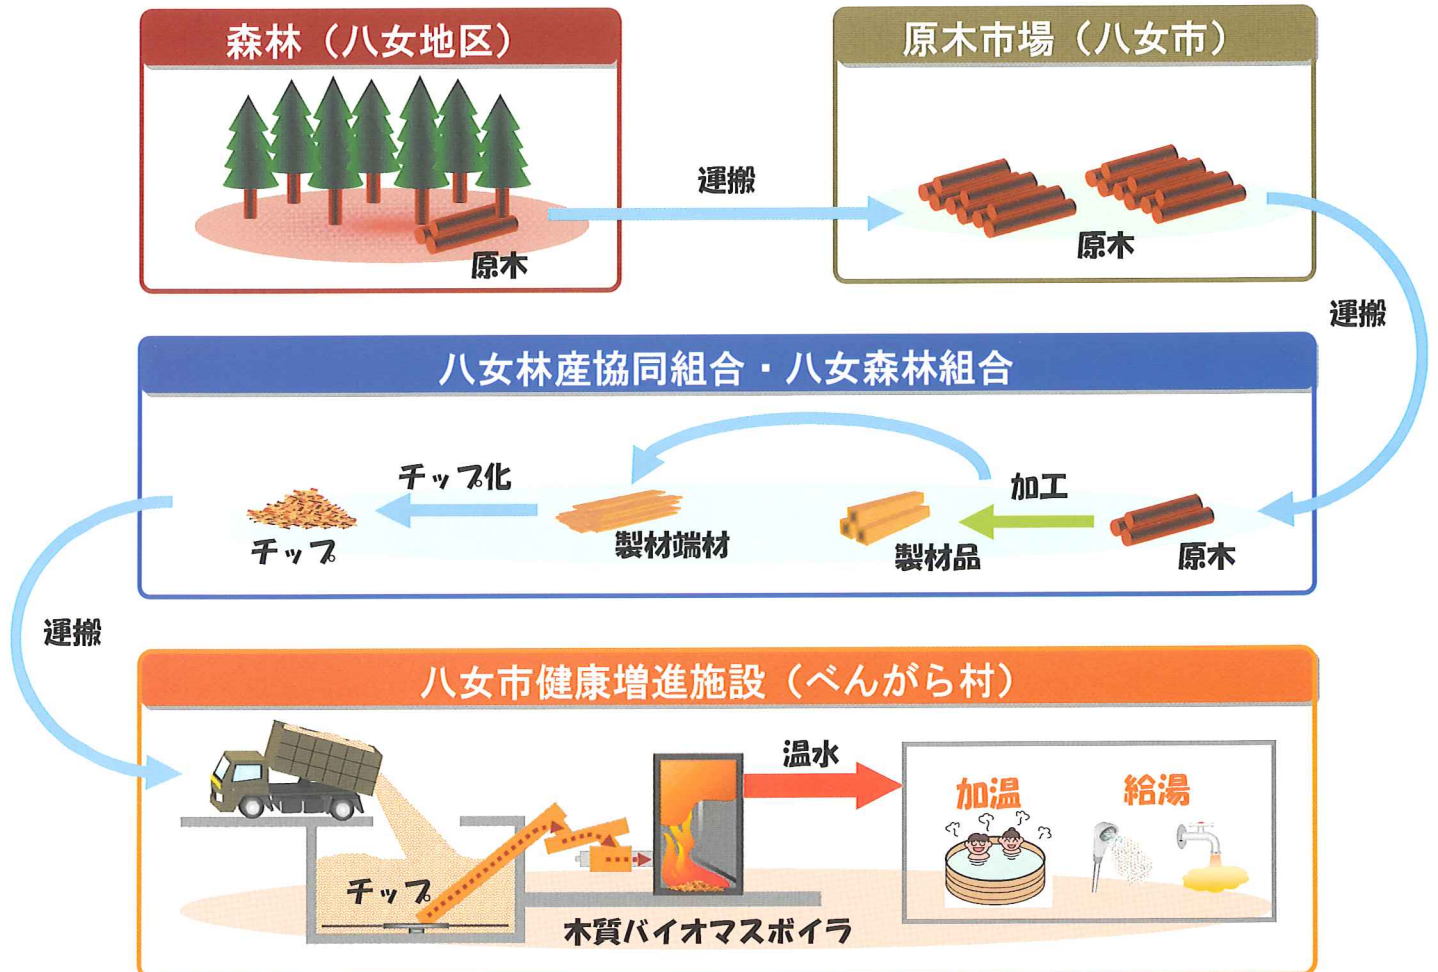 森林（八女地区）
原木
運搬
原木市場（八女市）
原木
運搬
八女林産協同組合・八女森林組合
原木
加工
製材品
製材端材
チップ化
チップ
運搬
八女市健康増進施設（べんがら村）
チップ
木質バイオマスボイラ
温水
加温
給湯